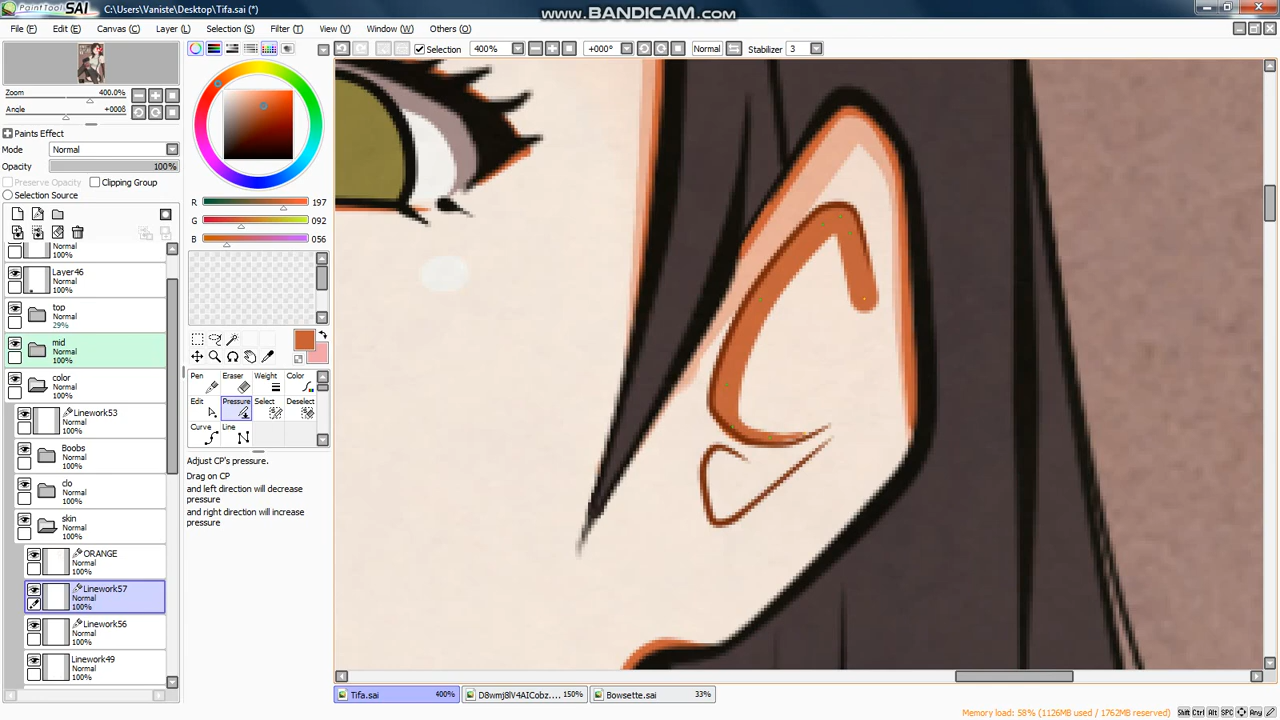 PaintTool SAI C:\Users\Vaniste\Desktop\Tifa.sai (*)
www.BANDICAM.com
File (F) Edit (E) Canvas (C) Layer (L) Selection (S) Filter (T) View (V) Window (W) Others (O)
Selection 400% +000° Normal Stabilizer 3
Zoom 400.0%
Angle +000δ
Paints Effect
Mode Normal
Opacity 100%
Preserve Opacity Clipping Group
Selection Source
Normal
100%
Layer46
Normal
100%
top
Normal
29%
mid
Normal
100%
color
Normal
100%
Linework53
Normal
100%
Boobs
Normal
100%
clo
Normal
100%
skin
Normal
100%
ORANGE
Normal
100%
Linework57
Normal
100%
Linework56
Normal
100%
Linework49
Normal
100%
R 197
G 092
B 056
Pen Eraser Weight Color
Edit Pressure Select Deselect
Curve Line
Adjust CP's pressure.
Drag on CP
and left direction will decrease
pressure
and right direction will increase
pressure
Tifa.sai 400% D8wmj8lV4AICobz.... 150% Bowsette.sai 33%
Memory load: 58% (1126MB used / 1762MB reserved) Shift Ctrl Alt SPC Any